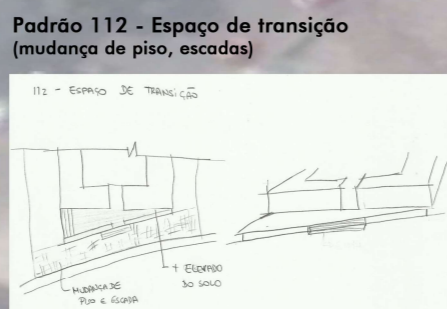 Padrão 112 - Espaço de transição
(mudança de piso, escadas)
112 - ESPAÇO DE TRANSIÇÃO
+ ELEVADO
DO SOLO
MUDANÇA DE
PISO E ESCADA